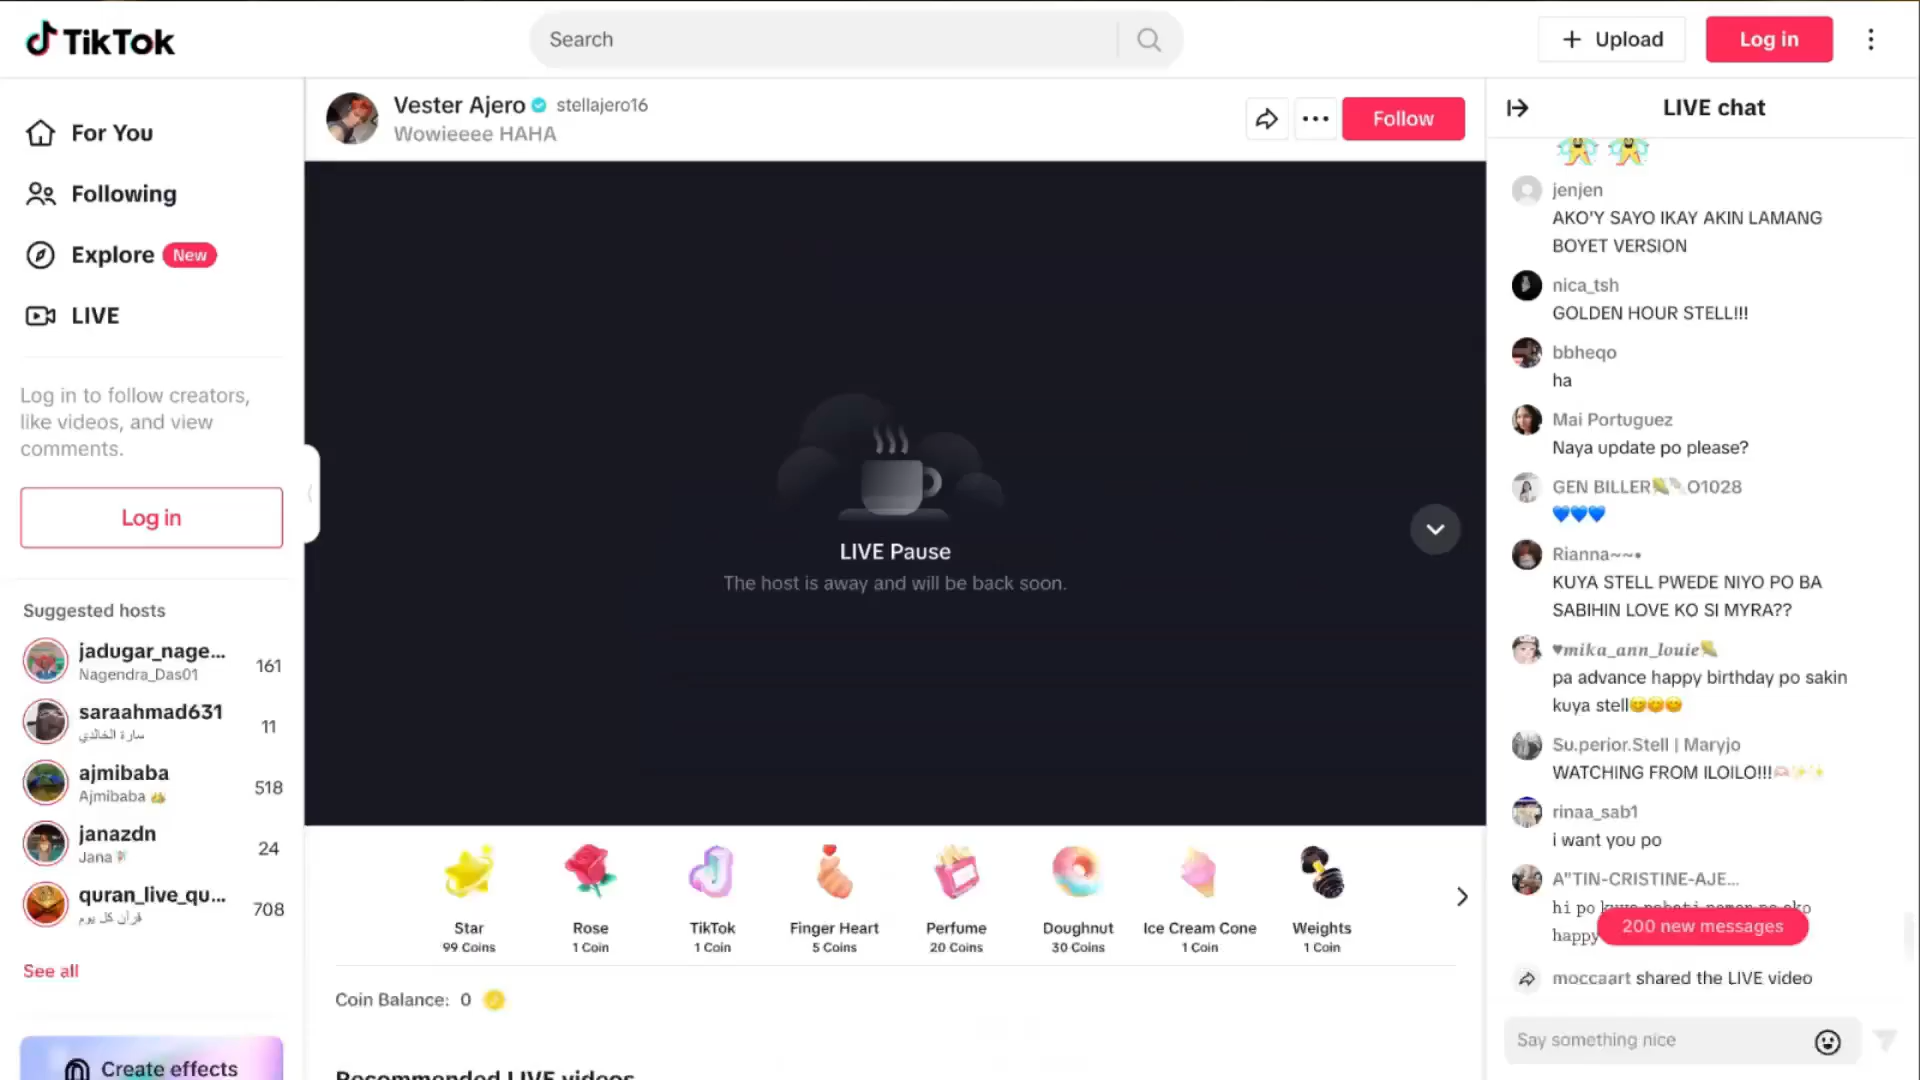 TikTok
Search
Upload
Log in
For You
Following
Explore New
LIVE
Log in to follow creators,
like videos, and view
comments.
Log in
Suggested hosts
jadugar_nage...
Nagendra_Das01
161
saraahmad631
سارة الخالدي
11
ajmibaba
Ajmibaba
518
janazdn
Jana
24
quran_live_qu...
قرآن كل يوم
708
See all
Create effects
Vester Ajero stellajero16
Wowieeee HAHA
Follow
LIVE Pause
The host is away and will be back soon.
Star
99 Coins
Rose
1 Coin
TikTok
1 Coin
Finger Heart
5 Coins
Perfume
20 Coins
Doughnut
30 Coins
Ice Cream Cone
1 Coin
Weights
1 Coin
Coin Balance: 0
Recommended LIVE videos
LIVE chat
jenjen
AKO'Y SAYO IKAY AKIN LAMANG
BOYET VERSION
nica_tsh
GOLDEN HOUR STELL!!!
bbheqo
ha
Mai Portuguez
Naya update po please?
GEN BILLER🌽O1028
💙💙💙
Rianna~~•
KUYA STELL PWEDE NIYO PO BA
SABIHIN LOVE KO SI MYRA??
♥mika_ann_louie🌽
pa advance happy birthday po sakin
kuya stell😊😊😊
Su.perior.Stell | Maryjo
WATCHING FROM ILOILO!!!
rinaa_sab1
i want you po
A"TIN-CRISTINE-AJE...
hi po
happy
200 new messages
moccaart shared the LIVE video
Say something nice